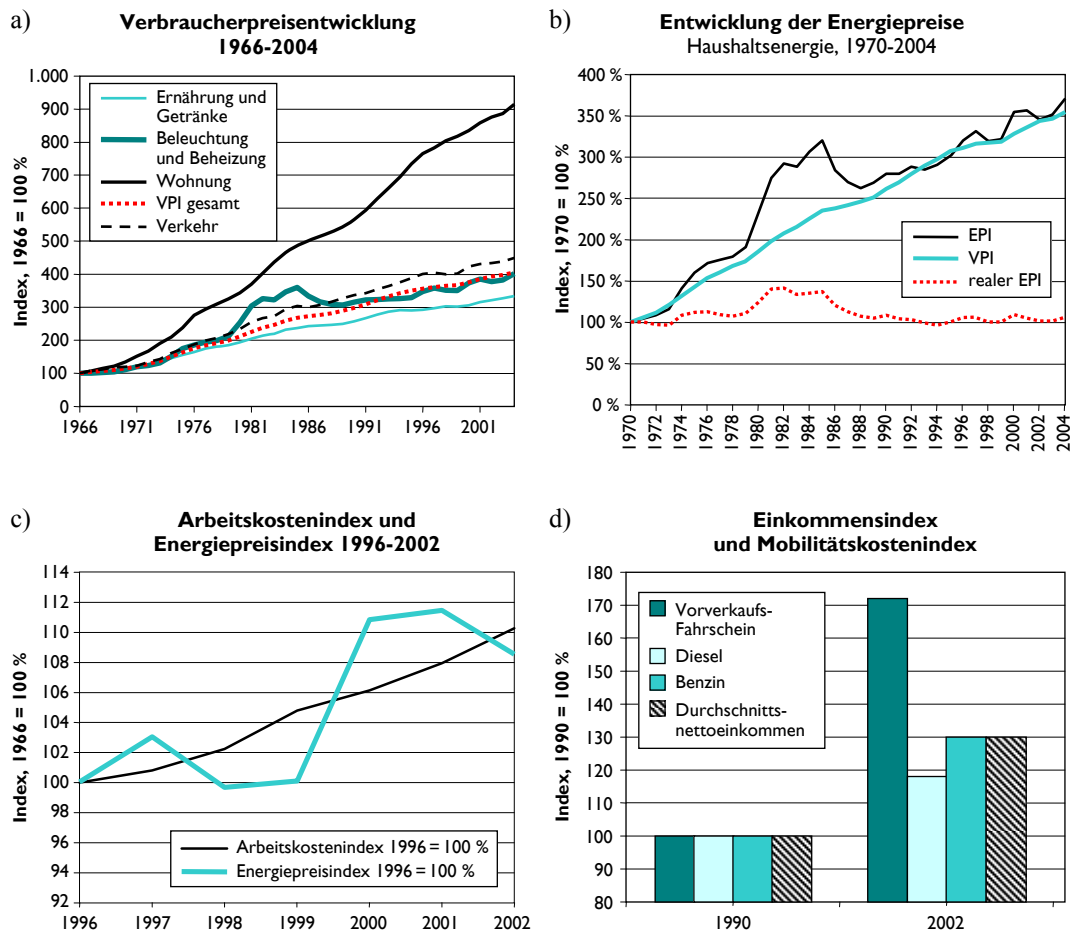 a)
Verbraucherpreisentwicklung
1966-2004
Index, 1966 = 100 %
1.000
900
800
700
600
500
400
300
200
100
0
Ernährung und
Getränke
Beleuchtung
und Beheizung
Wohnung
VPI gesamt
Verkehr
1966 1971 1976 1981 1986 1991 1996 2001
b)
Entwicklung der Energiepreise
Haushaltsenergie, 1970-2004
Index, 1970 = 100 %
400 %
350 %
300 %
250 %
200 %
150 %
100 %
50 %
0 %
EPI
VPI
realer EPI
1970 1972 1974 1976 1978 1980 1982 1984 1986 1988 1990 1992 1994 1996 1998 2000 2002 2004
c)
Arbeitskostenindex und
Energiepreisindex 1996-2002
Index, 1966 = 100 %
114
112
110
108
106
104
102
100
98
96
94
92
Arbeitskostenindex 1996 = 100 %
Energiepreisindex 1996 = 100 %
1996 1997 1998 1999 2000 2001 2002
d)
Einkommensindex
und Mobilitätskostenindex
Index, 1990 = 100 %
180
170
160
150
140
130
120
110
100
90
80
Vorverkaufs-
Fahrschein
Diesel
Benzin
Durchschnitts-
nettoeinkommen
1990 2002